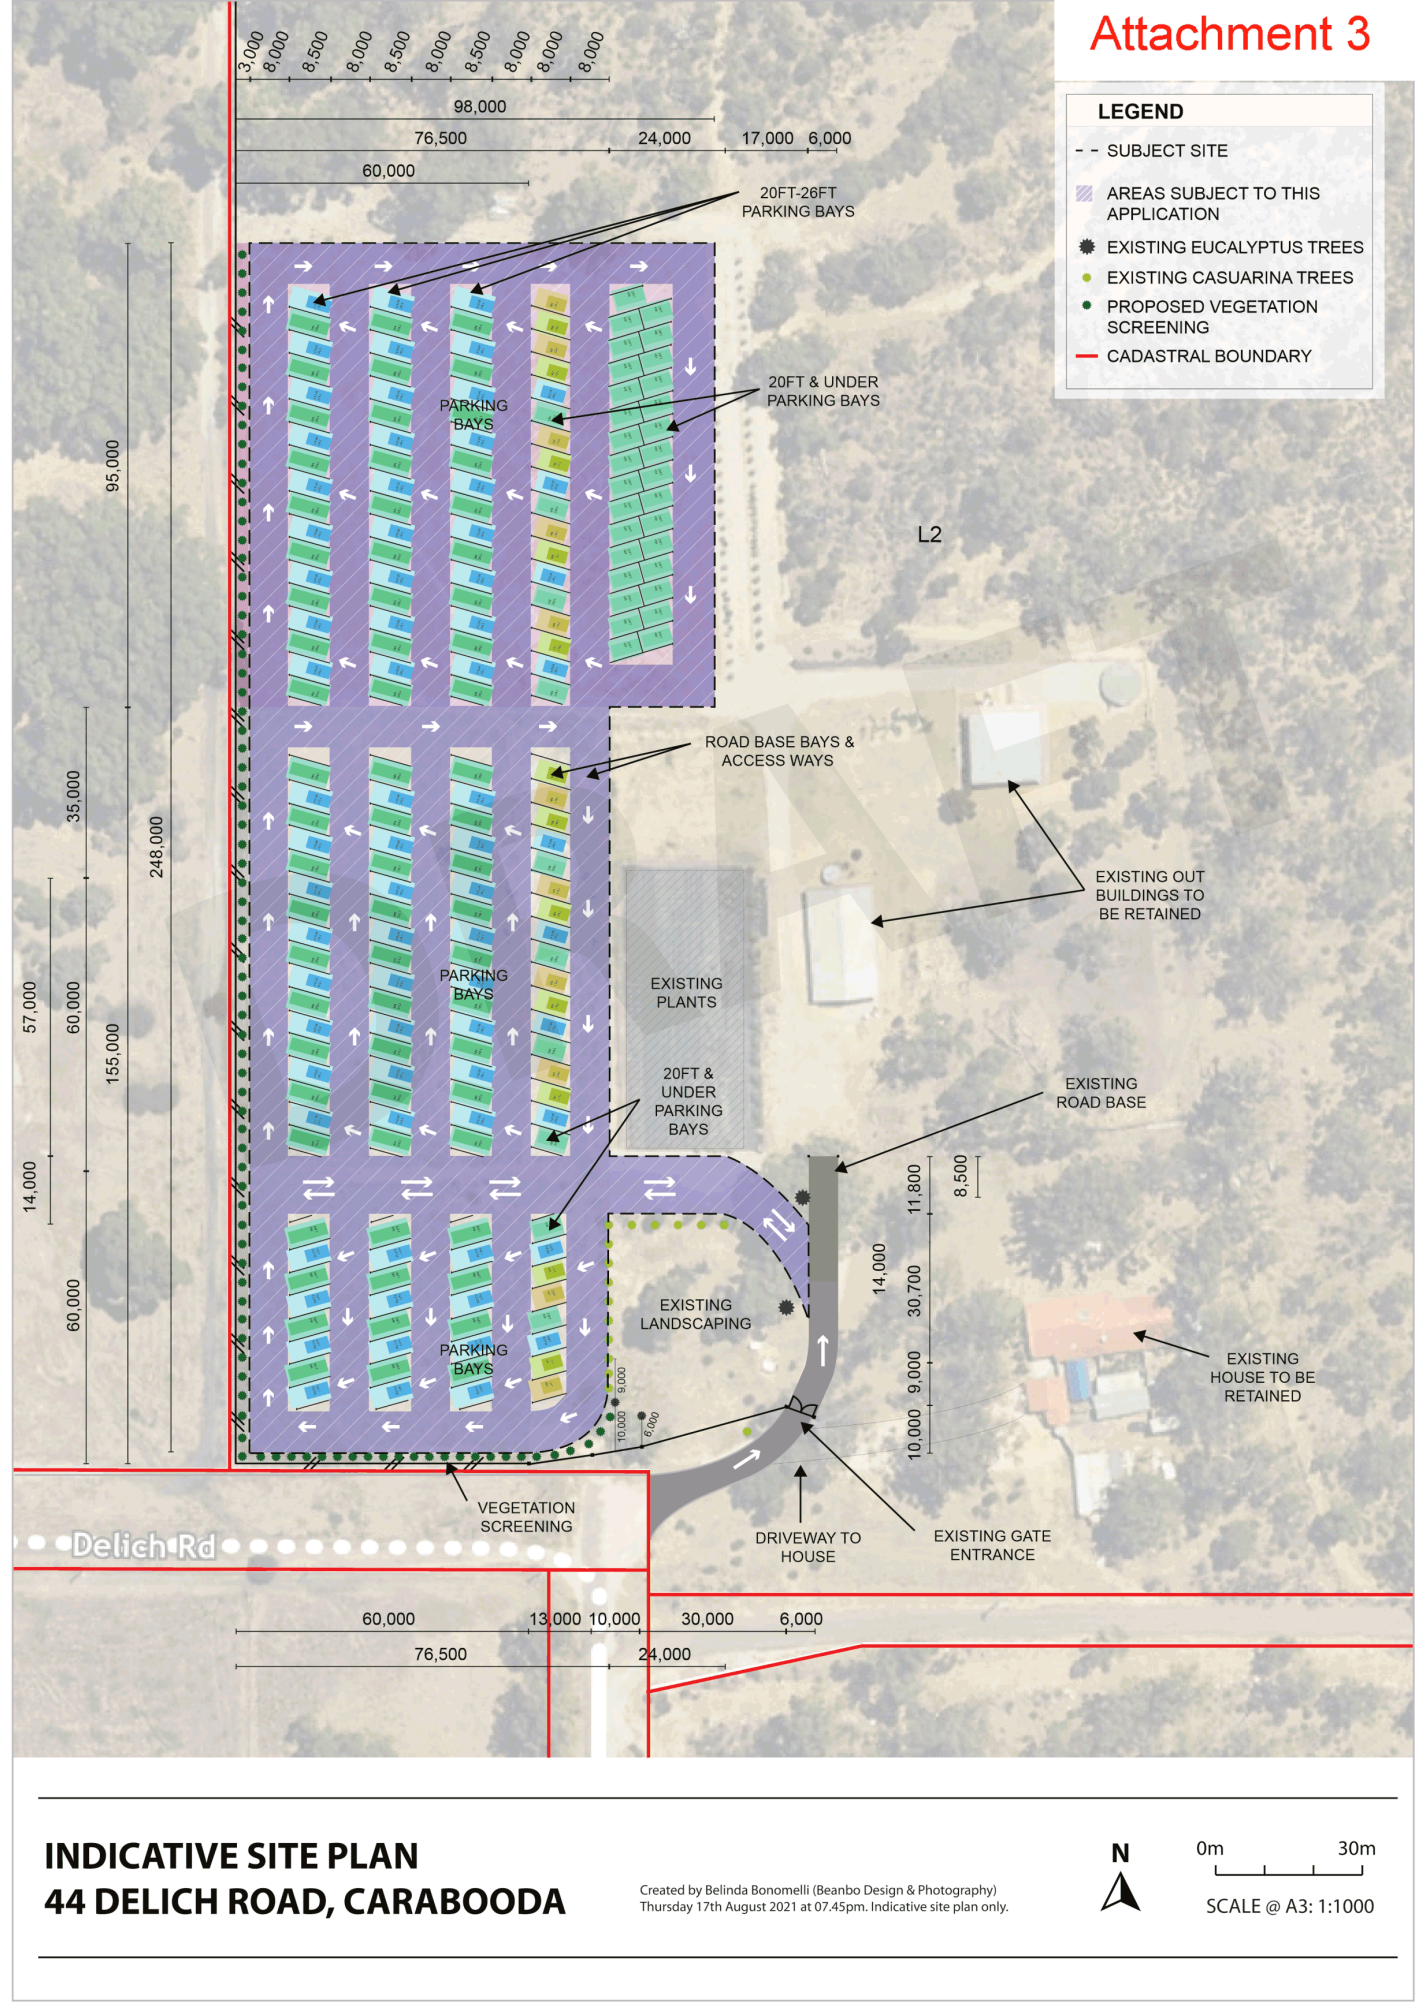 Attachment 3
3,000
8,000
8,500
8,000
8,500
8,000
8,500
8,000
8,000
8,000
98,000
76,500
24,000
17,000
6,000
60,000
LEGEND
SUBJECT SITE
AREAS SUBJECT TO THIS
APPLICATION
EXISTING EUCALYPTUS TREES
EXISTING CASUARINA TREES
PROPOSED VEGETATION
SCREENING
CADASTRAL BOUNDARY
20FT-26FT
PARKING BAYS
20FT & UNDER
PARKING BAYS
PARKING
BAYS
95,000
L2
ROAD BASE BAYS &
ACCESS WAYS
35,000
248,000
EXISTING OUT
BUILDINGS TO
BE RETAINED
PARKING
BAYS
EXISTING
PLANTS
57,000
60,000
155,000
20FT &
UNDER
PARKING
BAYS
EXISTING
ROAD BASE
14,000
11,800
8,500
14,000
30,700
60,000
EXISTING
LANDSCAPING
PARKING
BAYS
9,000
EXISTING
HOUSE TO BE
RETAINED
9,000
10,000
6,000
10,000
VEGETATION
SCREENING
DRIVEWAY TO
HOUSE
EXISTING GATE
ENTRANCE
Delich Rd
60,000
13,000
10,000
30,000
6,000
76,500
24,000
DRAFT
INDICATIVE SITE PLAN
44 DELICH ROAD, CARABOODA
Created by Belinda Bonomelli (Beanbo Design & Photography)
Thursday 17th August 2021 at 07.45pm. Indicative site plan only.
N
0m
30m
SCALE @ A3: 1:1000